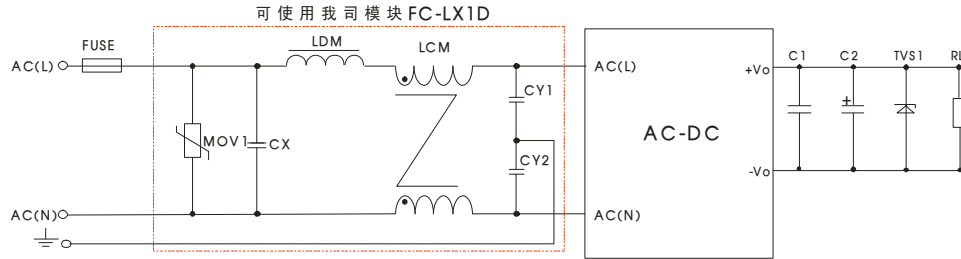 可使用我司模块FC-LX1D
FUSE
LDM
LCM
AC(L)
AC(L)
+Vo
C1
C2
TVS1
RL
CY1
MOV1
CX
+
AC-DC
CY2
-Vo
AC(N)
AC(N)